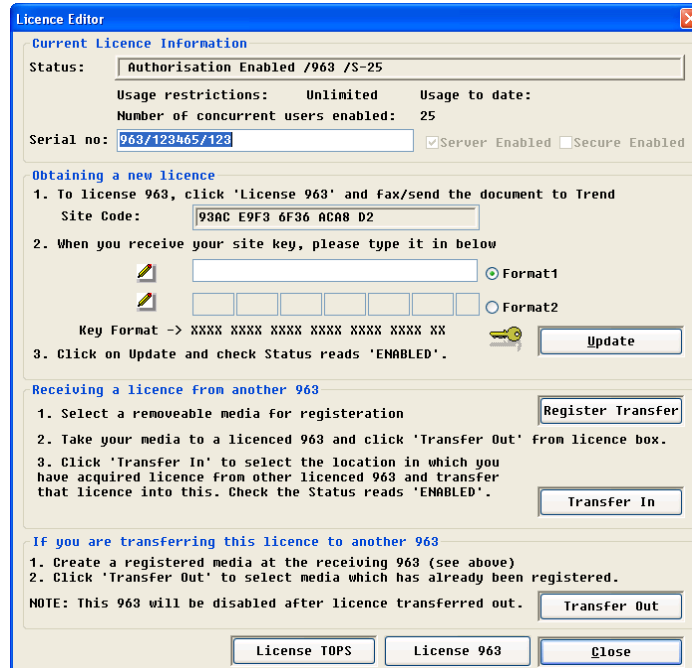 Licence Editor
Current Licence Information
Status: Authorisation Enabled /963 /S-25
Usage restrictions: Unlimited Usage to date:
Number of concurrent users enabled: 25
Serial no: 963/123465/123 Server Enabled Secure Enabled
Obtaining a new licence
1. To license 963, click 'License 963' and fax/send the document to Trend
Site Code: 93AC E9F3 6F36 ACA8 D2
2. When you receive your site key, please type it in below
Format1
Format2
Key Format -> XXXX XXXX XXXX XXXX XXXX XXXX XX
Update
3. Click on Update and check Status reads 'ENABLED'.
Receiving a licence from another 963
1. Select a removeable media for registeration
Register Transfer
2. Take your media to a licenced 963 and click 'Transfer Out' from licence box.
3. Click 'Transfer In' to select the location in which you
have acquired licence from other licenced 963 and transfer
that licence into this. Check the Status reads 'ENABLED'.
Transfer In
If you are transferring this licence to another 963
1. Create a registered media at the receiving 963 (see above)
2. Click 'Transfer Out' to select media which has already been registered.
NOTE: This 963 will be disabled after licence transferred out.
Transfer Out
License TOPS License 963 Close